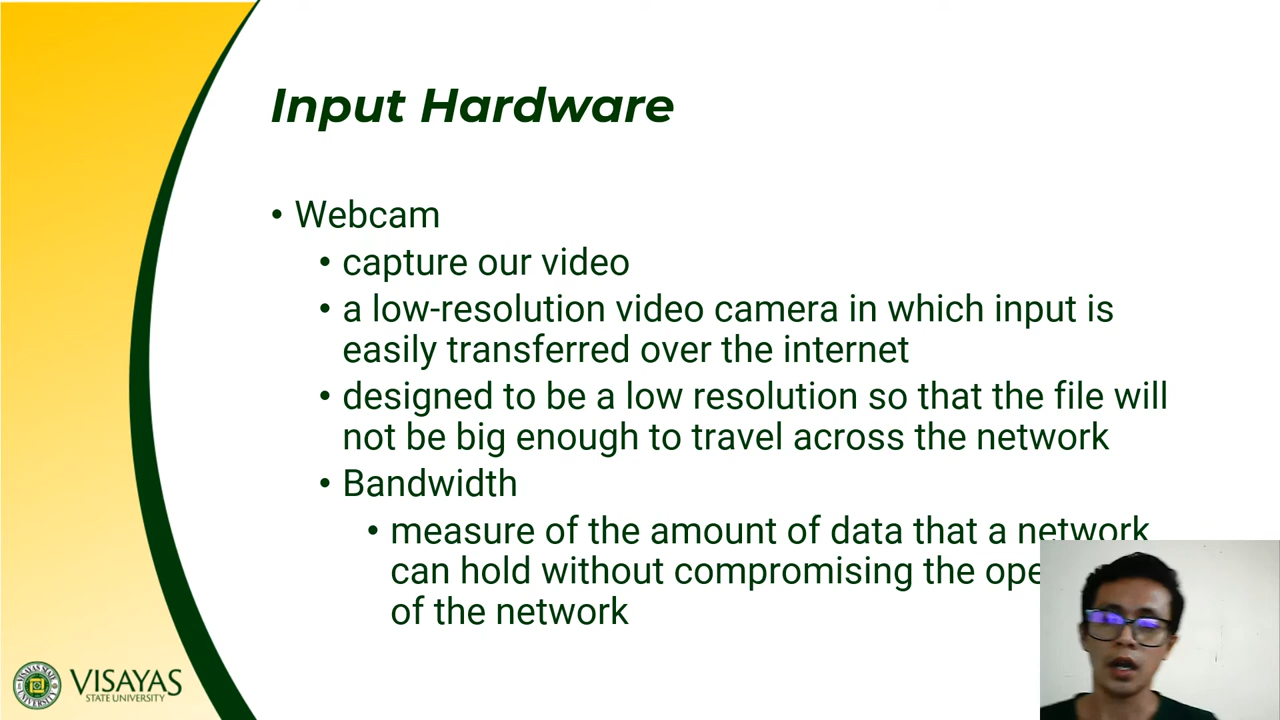 Input Hardware
• Webcam
• capture our video
• a low-resolution video camera in which input is
easily transferred over the internet
• designed to be a low resolution so that the file will
not be big enough to travel across the network
• Bandwidth
• measure of the amount of data that a network
can hold without compromising the ope
of the network
VISAYAS
STATE UNIVERSITY